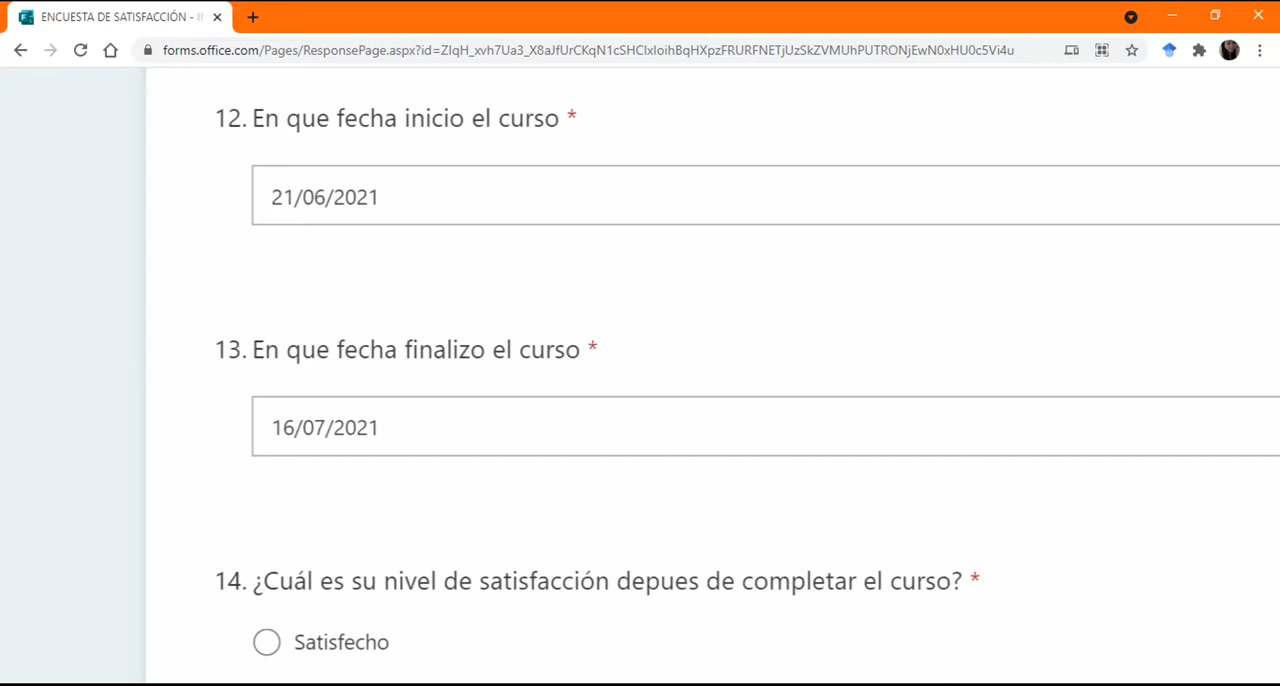 ENCUESTA DE SATISFACCIÓN -
forms.office.com/Pages/ResponsePage.aspx?id=ZIqH_xvh7Ua3_X8aJfUrCKqN1cSHClxIoihBqHXpzFRURFNETjUzSkZVMUhPUTRONjEwN0xHU0c5Vi4u
12. En que fecha inicio el curso *
21/06/2021
13. En que fecha finalizo el curso *
16/07/2021
14. ¿Cuál es su nivel de satisfacción depues de completar el curso? *
Satisfecho